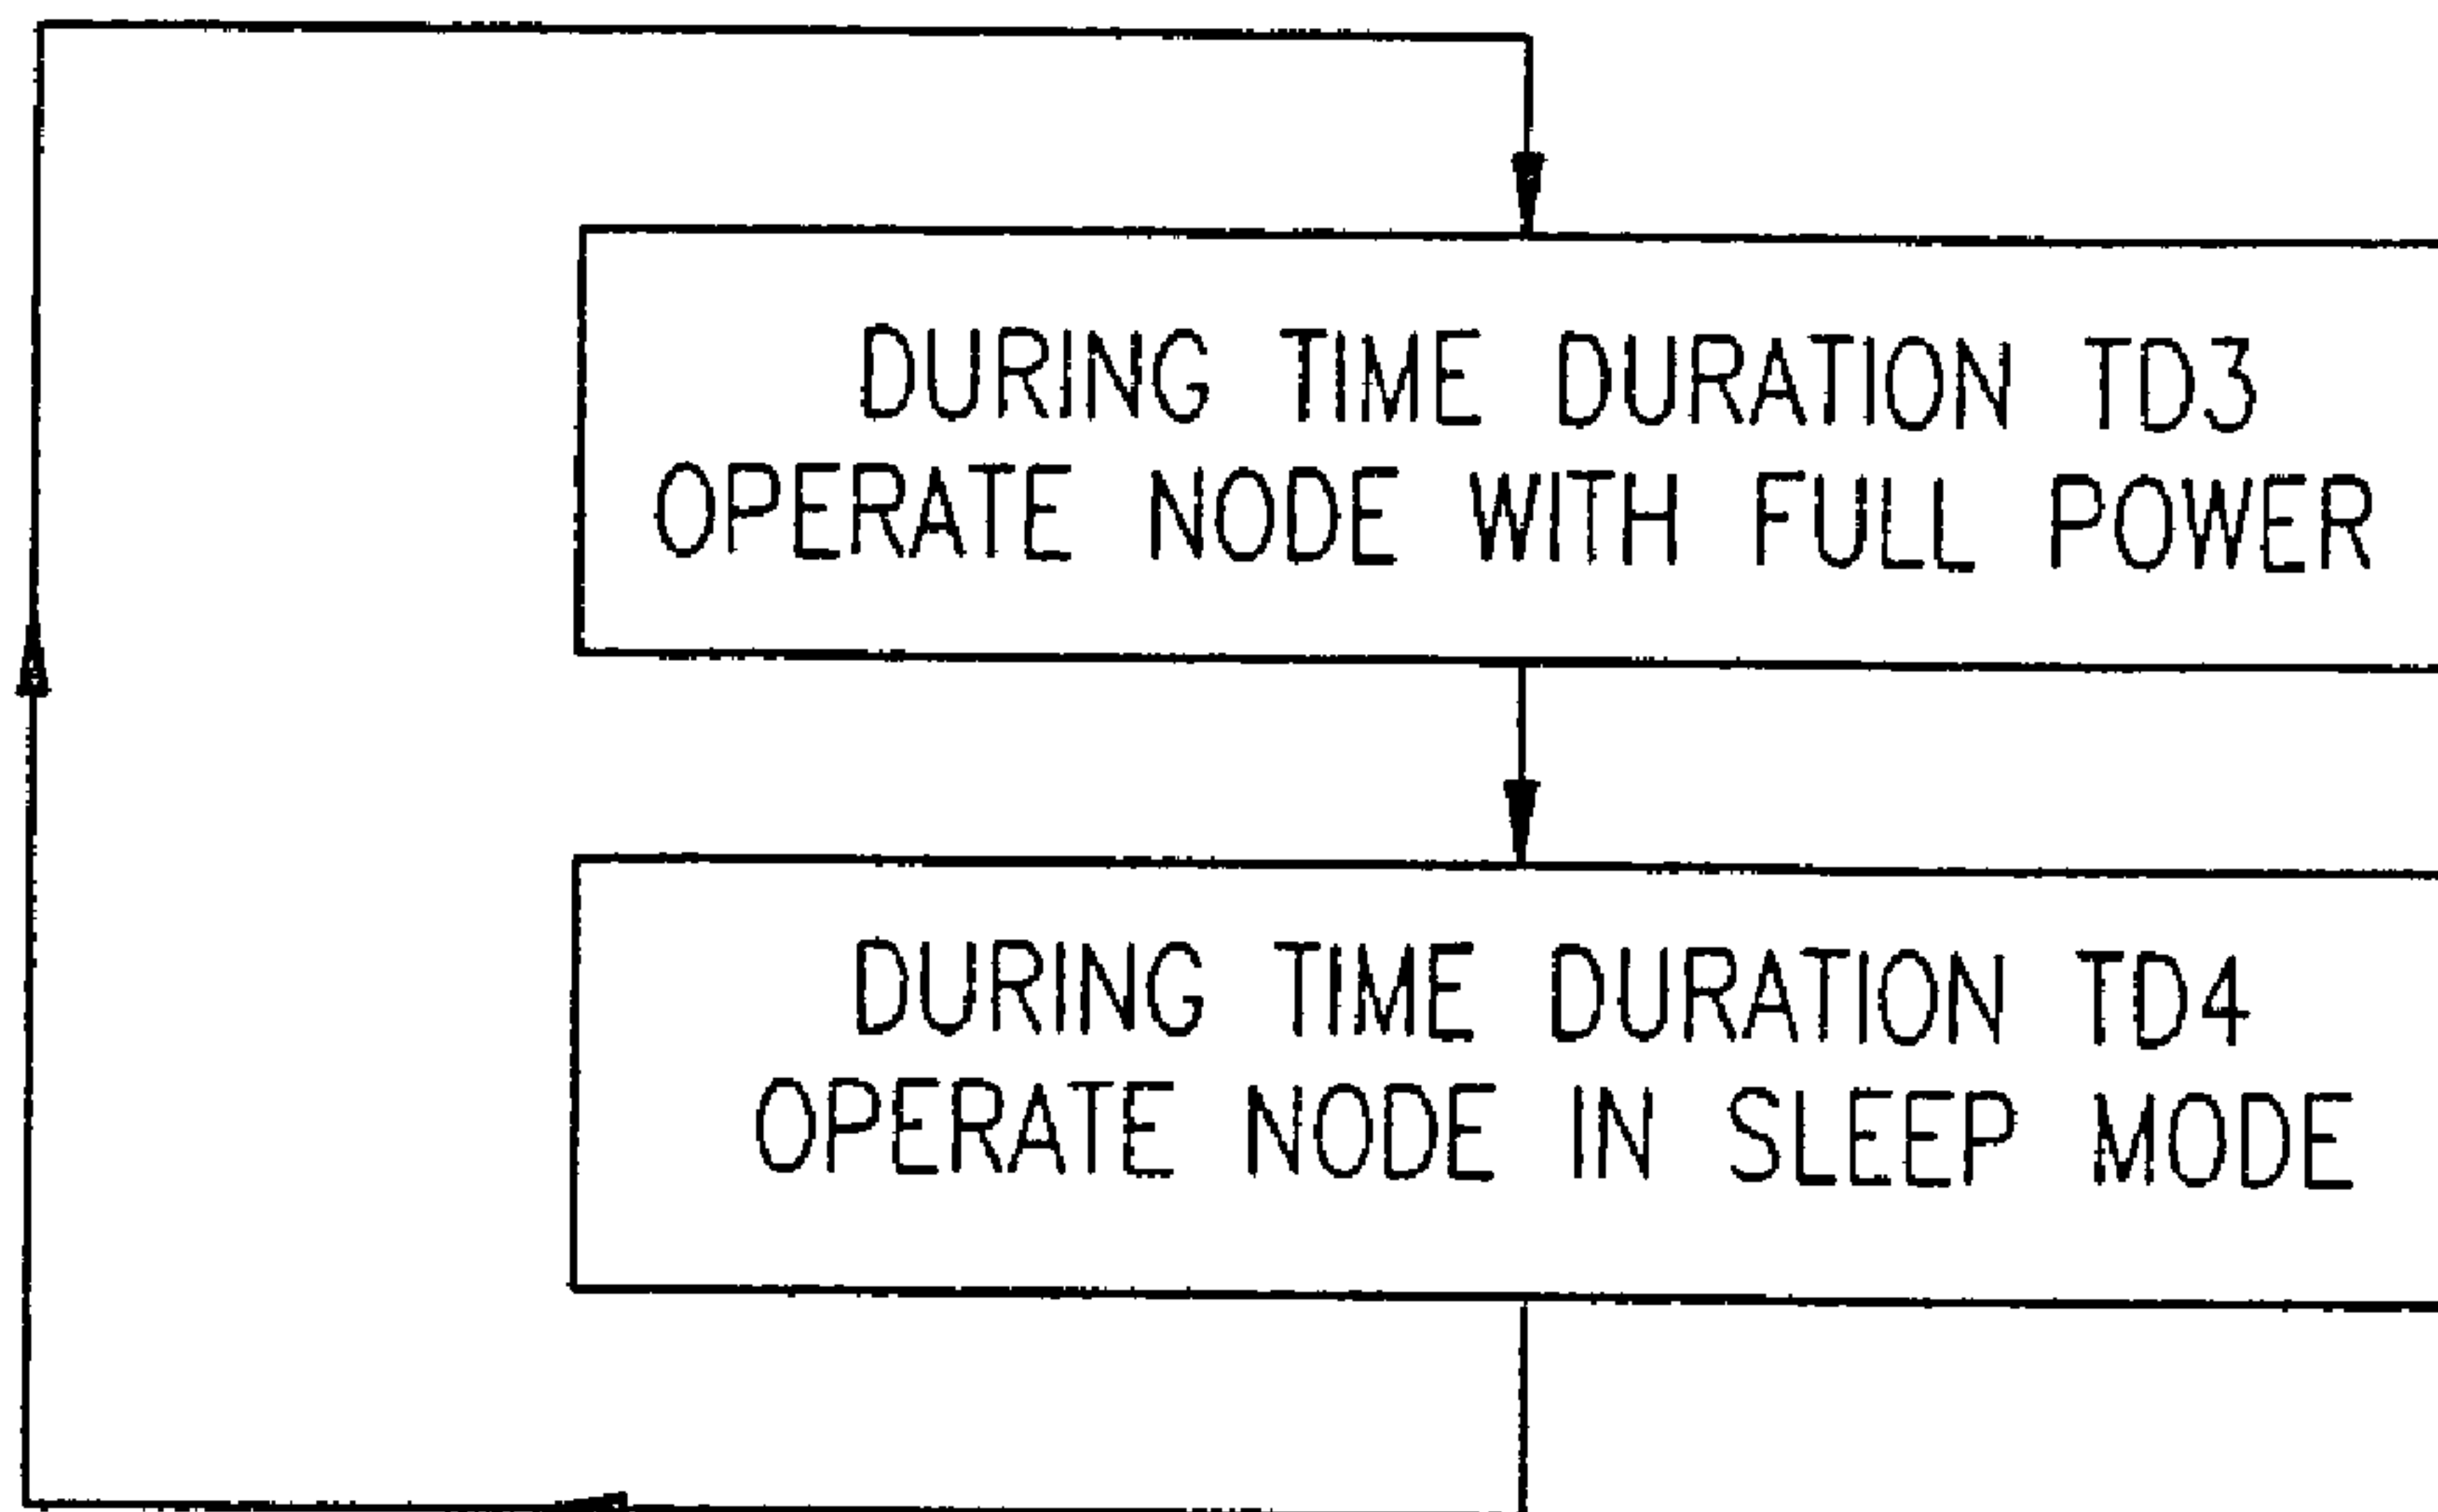 DURING TIME DURATION TD3
OPERATE NODE WITH FULL POWER
DURING TIME DURATION TD4
OPERATE NODE IN SLEEP MODE